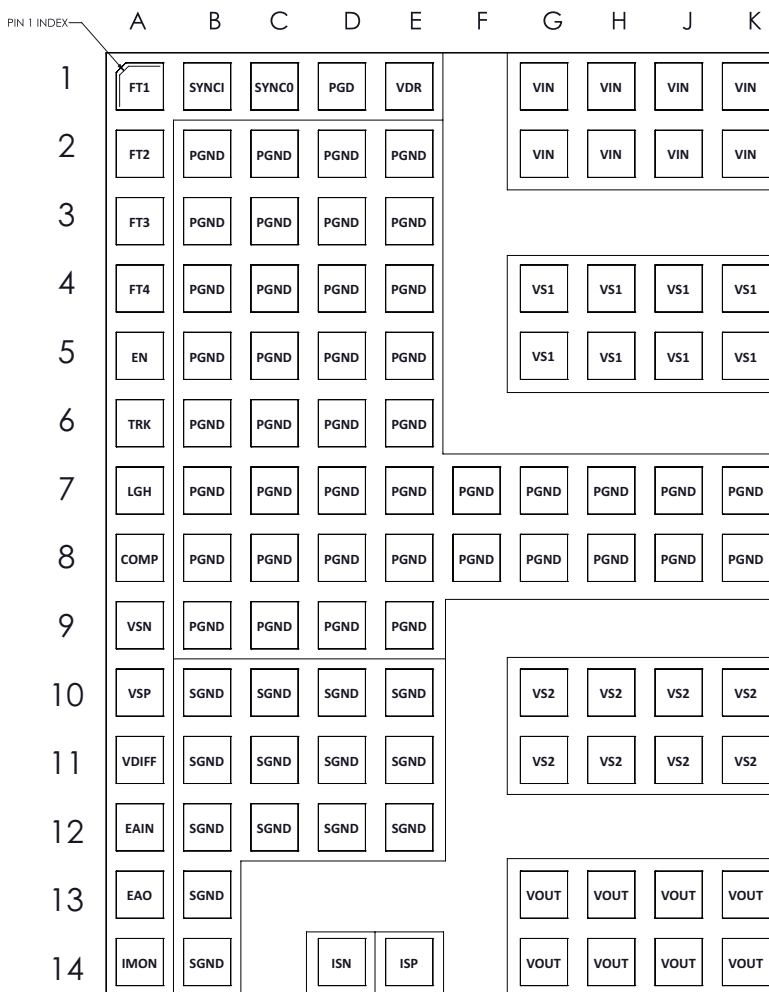 PIN 1 INDEX A B C D E F G H J K
1 FT1 SYNCI SYNC0 PGD VDR VIN VIN VIN VIN
2 FT2 PGND PGND PGND PGND VIN VIN VIN VIN
3 FT3 PGND PGND PGND PGND
4 FT4 PGND PGND PGND PGND VS1 VS1 VS1 VS1
5 EN PGND PGND PGND PGND VS1 VS1 VS1 VS1
6 TRK PGND PGND PGND PGND
7 LGH PGND PGND PGND PGND PGND PGND PGND PGND PGND
8 COMP PGND PGND PGND PGND PGND PGND PGND PGND PGND
9 VSN PGND PGND PGND PGND
10 VSP SGND SGND SGND SGND VS2 VS2 VS2 VS2
11 VDIFF SGND SGND SGND SGND VS2 VS2 VS2 VS2
12 EAIN SGND SGND SGND SGND
13 EAO SGND VOUT VOUT VOUT VOUT
14 IMON SGND ISN ISP VOUT VOUT VOUT VOUT